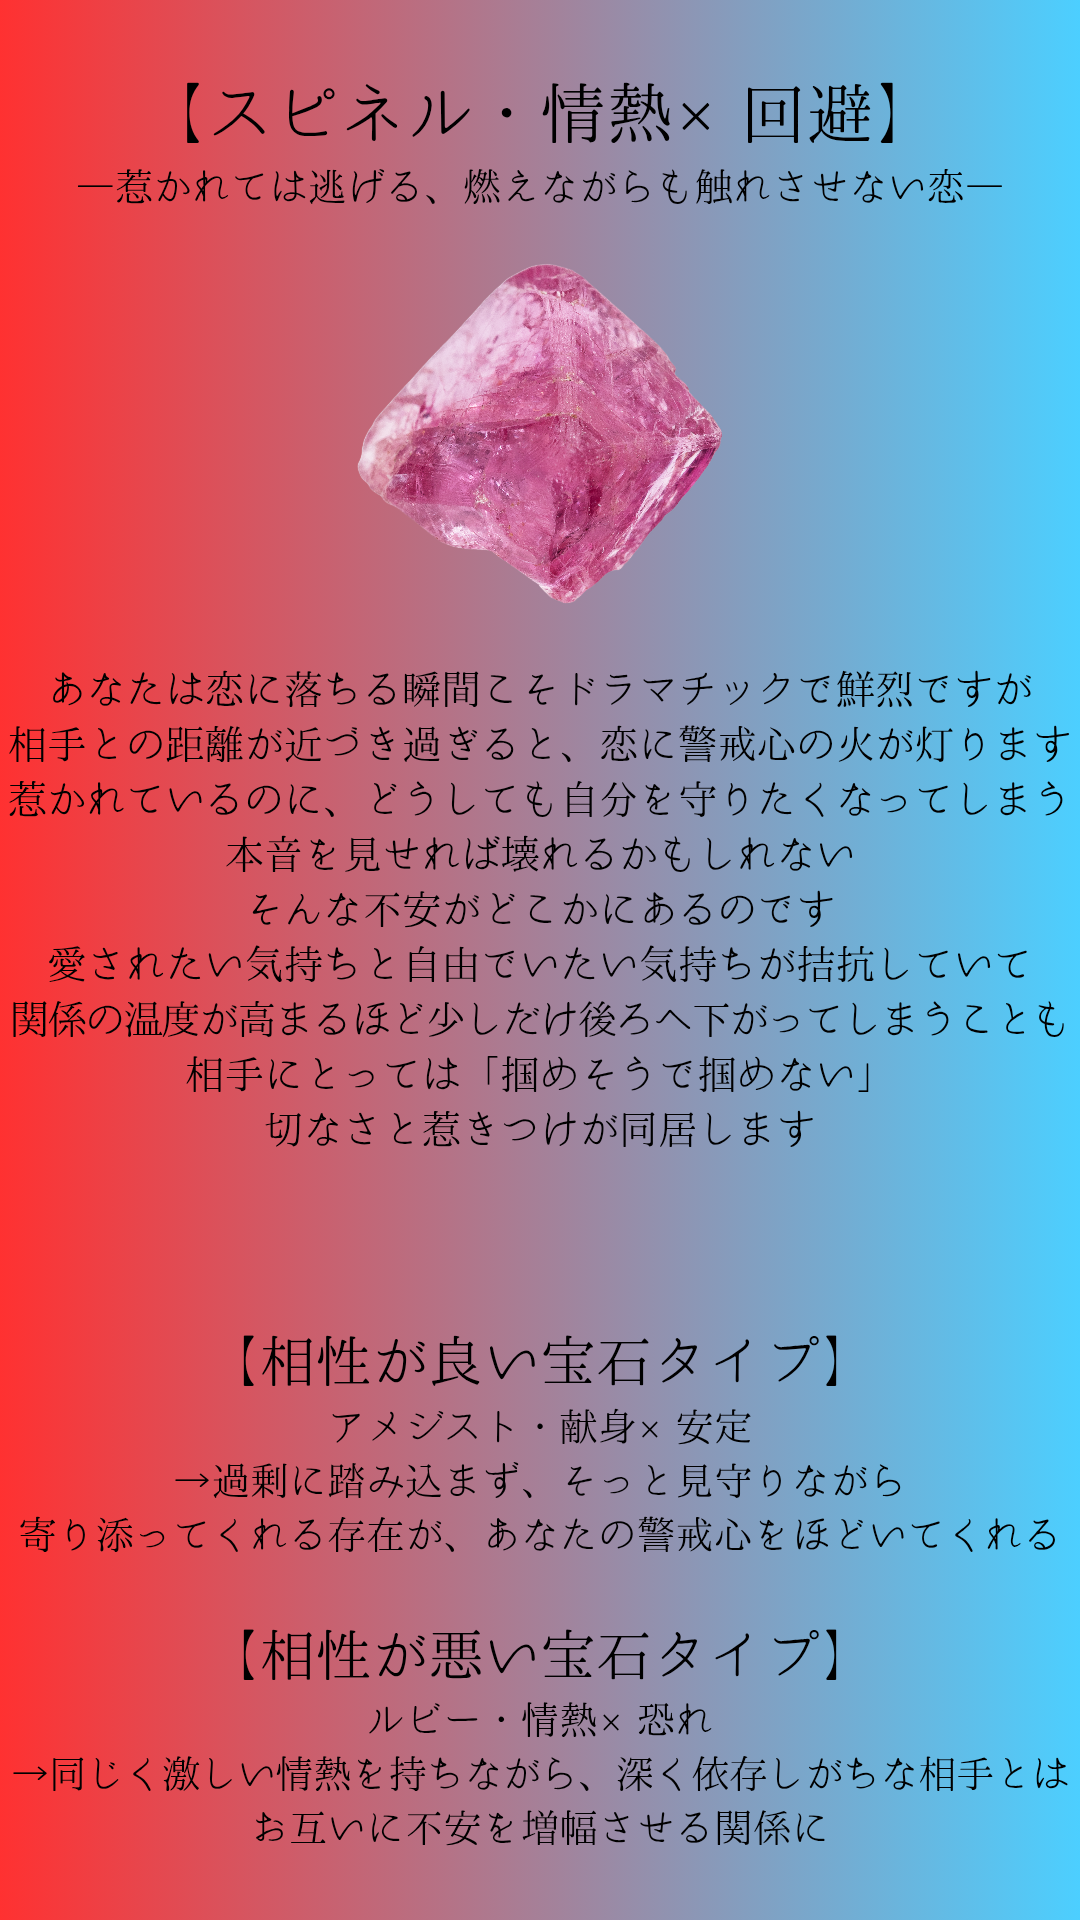 【スピネル・情熱× 回避】
―惹かれては逃げる、燃えながらも触れさせない恋―
あなたは恋に落ちる瞬間こそドラマチックで鮮烈ですが
相手との距離が近づき過ぎると、恋に警戒心の火が灯ります
惹かれているのに、どうしても自分を守りたくなってしまう
本音を見せれば壊れるかもしれない
そんな不安がどこかにあるのです
愛されたい気持ちと自由でいたい気持ちが拮抗していて
関係の温度が高まるほど少しだけ後ろへ下がってしまうことも
相手にとっては「掴めそうで掴めない」
切なさと惹きつけが同居します
【相性が良い宝石タイプ】
アメジスト・献身× 安定
→過剰に踏み込まず、そっと見守りながら
寄り添ってくれる存在が、あなたの警戒心をほどいてくれる
【相性が悪い宝石タイプ】
ルビー・情熱× 恐れ
→同じく激しい情熱を持ちながら、深く依存しがちな相手とは
お互いに不安を増幅させる関係に